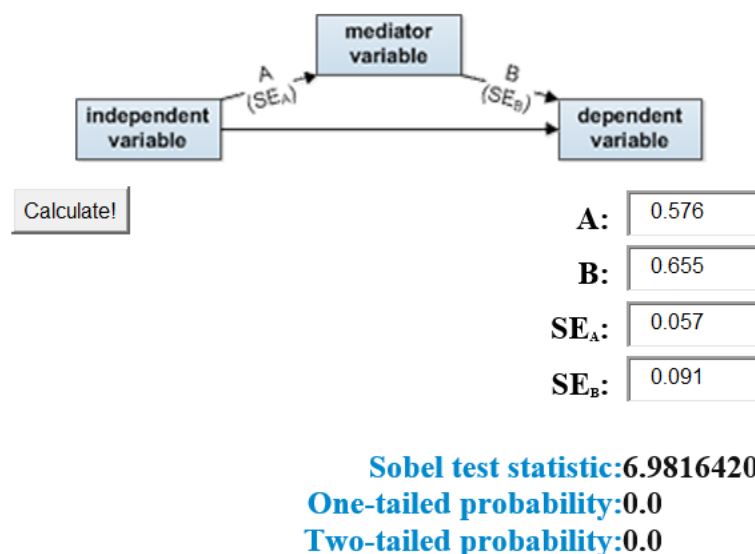 mediator
variable
A
(SEA)
B
(SEB)
independent
variable
dependent
variable
Calculate!
A: 0.576
B: 0.655
SEA: 0.057
SEB: 0.091
Sobel test statistic:6.9816420
One-tailed probability:0.0
Two-tailed probability:0.0